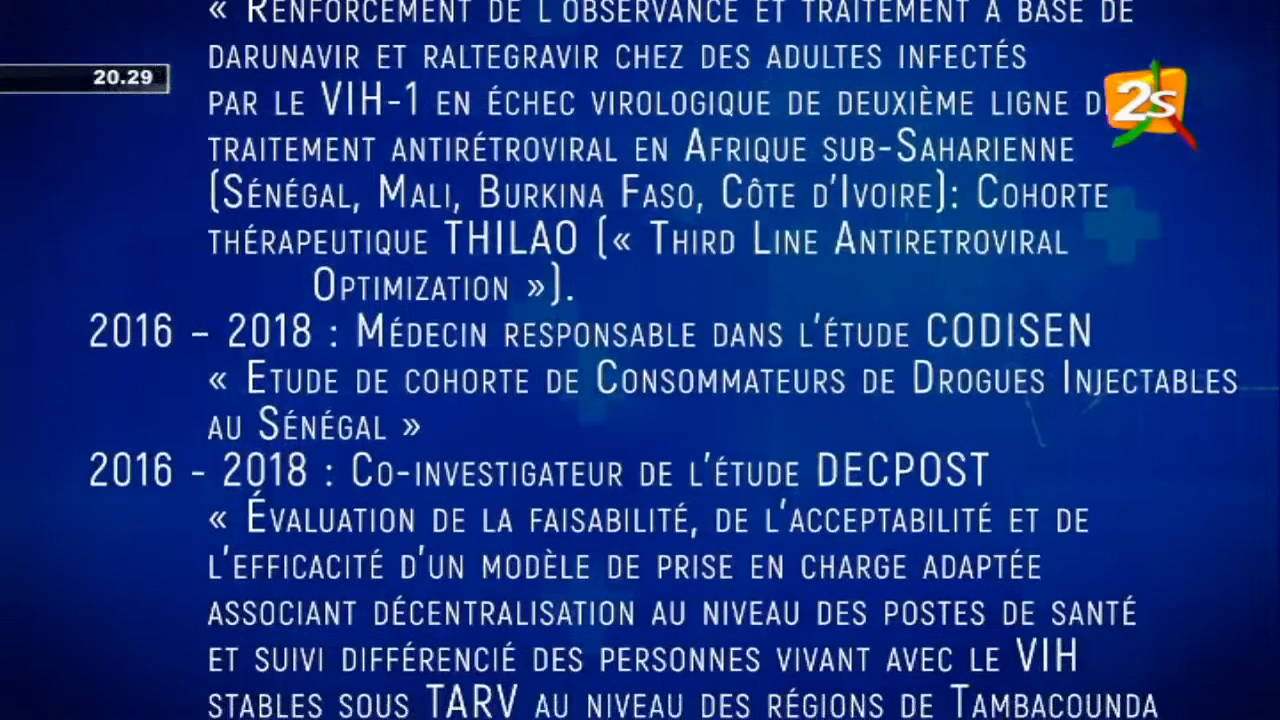 « Renforcement de l'observance et traitement à base de
darunavir et raltegravir chez des adultes infectés
20.29
par le VIH-1 en échec virologique de deuxième ligne
2S
traitement antirétroviral en Afrique sub-Saharienne
(Sénégal, Mali, Burkina Faso, Côte d'Ivoire): Cohorte
thérapeutique THILAO (« Third Line Antiretroviral
Optimization »).
2016 – 2018 : Médecin responsable dans l'étude CODISEN
« Etude de cohorte de Consommateurs de Drogues Injectables
au Sénégal »
2016 - 2018 : Co-investigateur de l'étude DECPOST
« Évaluation de la faisabilité, de l'acceptabilité et de
l'efficacité d'un modèle de prise en charge adaptée
associant décentralisation au niveau des postes de santé
et suivi différencié des personnes vivant avec le VIH
stables sous TARV au niveau des régions de Tambacounda